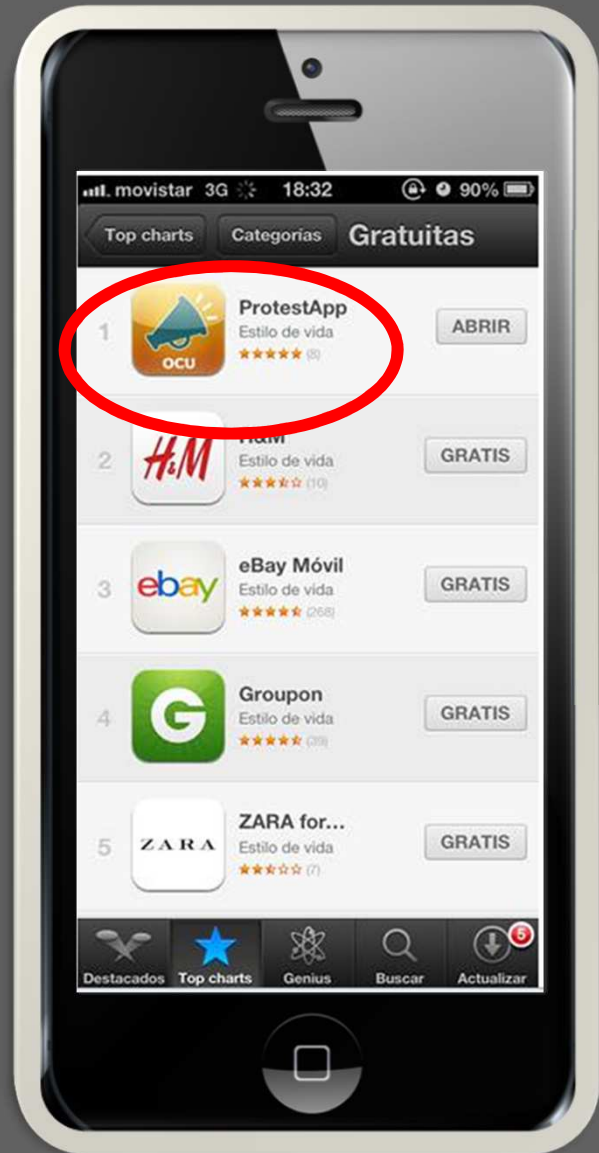 movistar 3G 18:32 90%
Top charts Categorías Gratuitas
1 OCU ProtestApp ABRIR
Estilo de vida
(8)
2 H&M H&M GRATIS
Estilo de vida
(10)
3 ebay eBay Móvil GRATIS
Estilo de vida
(268)
4 G Groupon GRATIS
Estilo de vida
(39)
5 ZARA ZARA for... GRATIS
Estilo de vida
(7)
5
Destacados Top charts Genius Buscar Actualizar